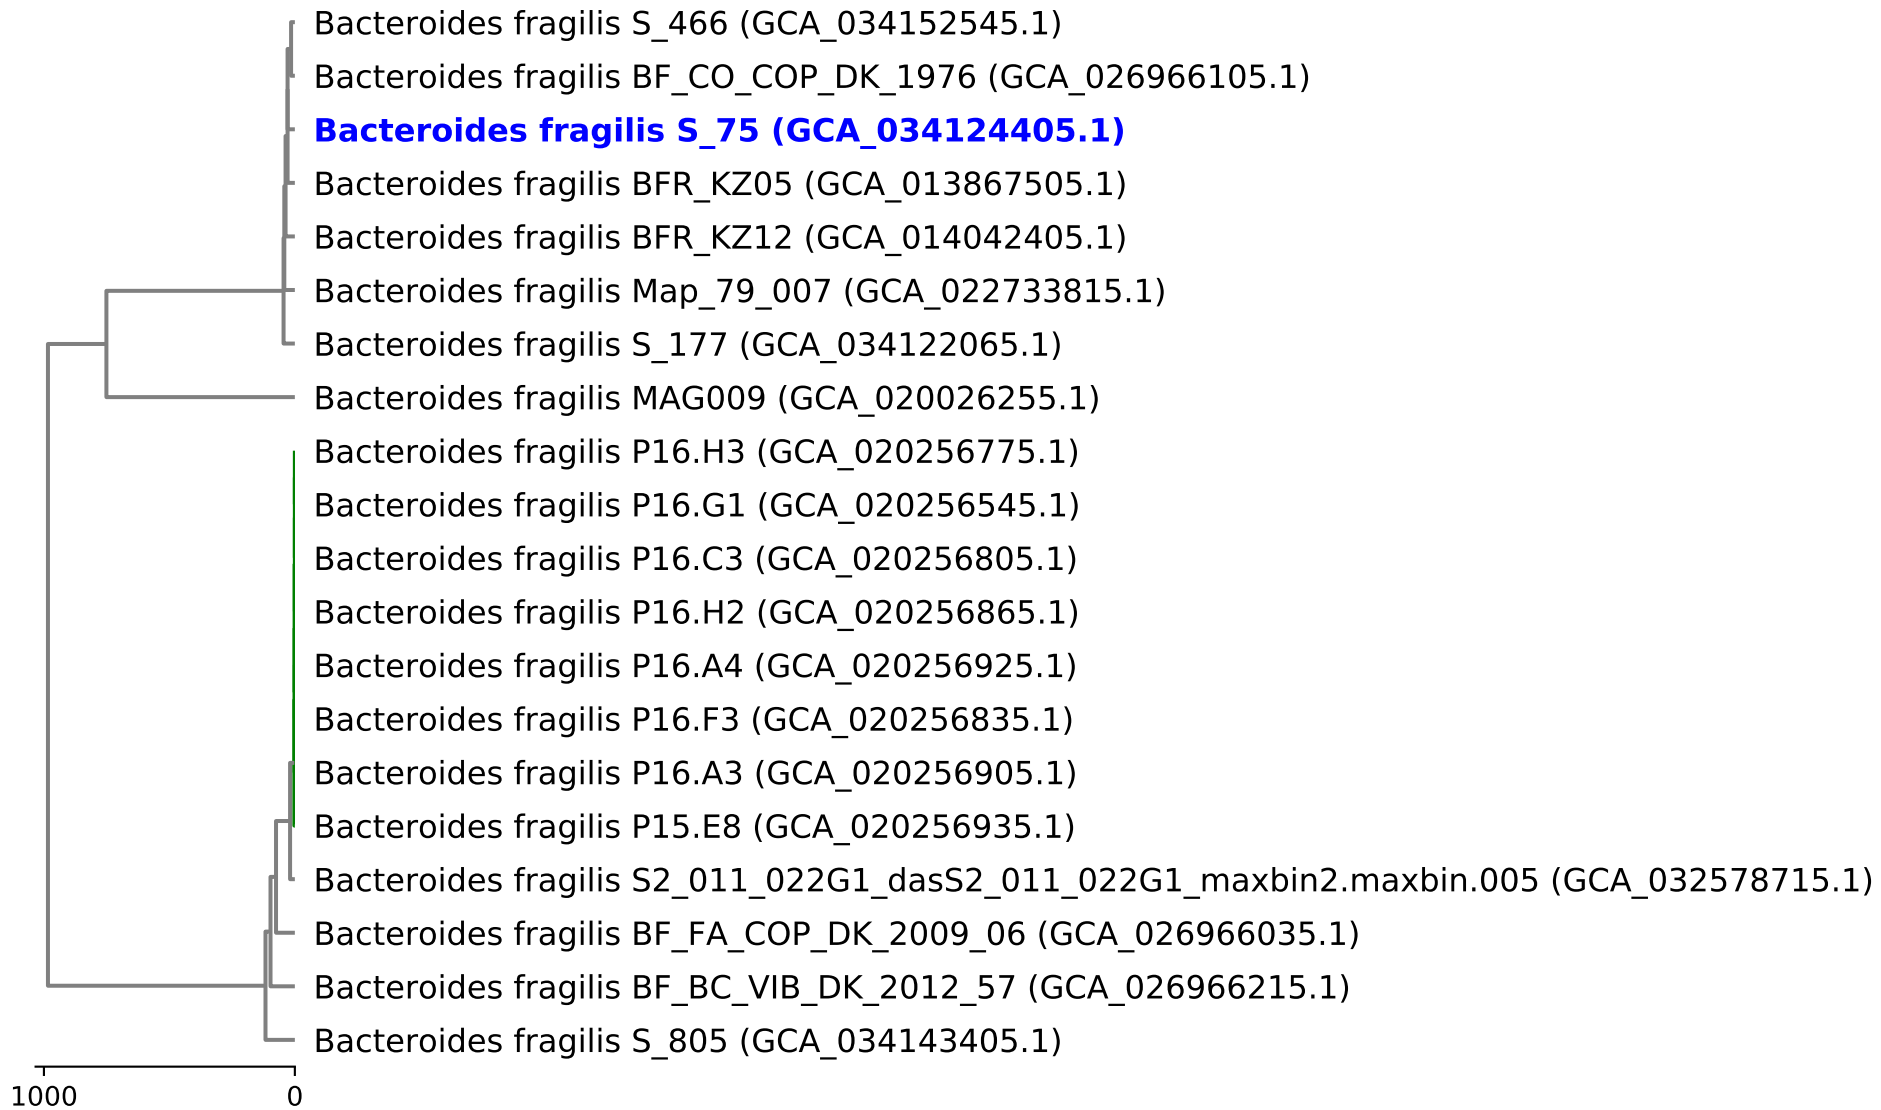 Bacteroides fragilis S_466 (GCA_034152545.1)
Bacteroides fragilis BF_CO_COP_DK_1976 (GCA_026966105.1)
Bacteroides fragilis S_75 (GCA_034124405.1)
Bacteroides fragilis BFR_KZ05 (GCA_013867505.1)
Bacteroides fragilis BFR_KZ12 (GCA_014042405.1)
Bacteroides fragilis Map_79_007 (GCA_022733815.1)
Bacteroides fragilis S_177 (GCA_034122065.1)
Bacteroides fragilis MAG009 (GCA_020026255.1)
Bacteroides fragilis P16.H3 (GCA_020256775.1)
Bacteroides fragilis P16.G1 (GCA_020256545.1)
Bacteroides fragilis P16.C3 (GCA_020256805.1)
Bacteroides fragilis P16.H2 (GCA_020256865.1)
Bacteroides fragilis P16.A4 (GCA_020256925.1)
Bacteroides fragilis P16.F3 (GCA_020256835.1)
Bacteroides fragilis P16.A3 (GCA_020256905.1)
Bacteroides fragilis P15.E8 (GCA_020256935.1)
Bacteroides fragilis S2_011_022G1_dasS2_011_022G1_maxbin2.maxbin.005 (GCA_032578715.1)
Bacteroides fragilis BF_FA_COP_DK_2009_06 (GCA_026966035.1)
Bacteroides fragilis BF_BC_VIB_DK_2012_57 (GCA_026966215.1)
Bacteroides fragilis S_805 (GCA_034143405.1)
1000 0